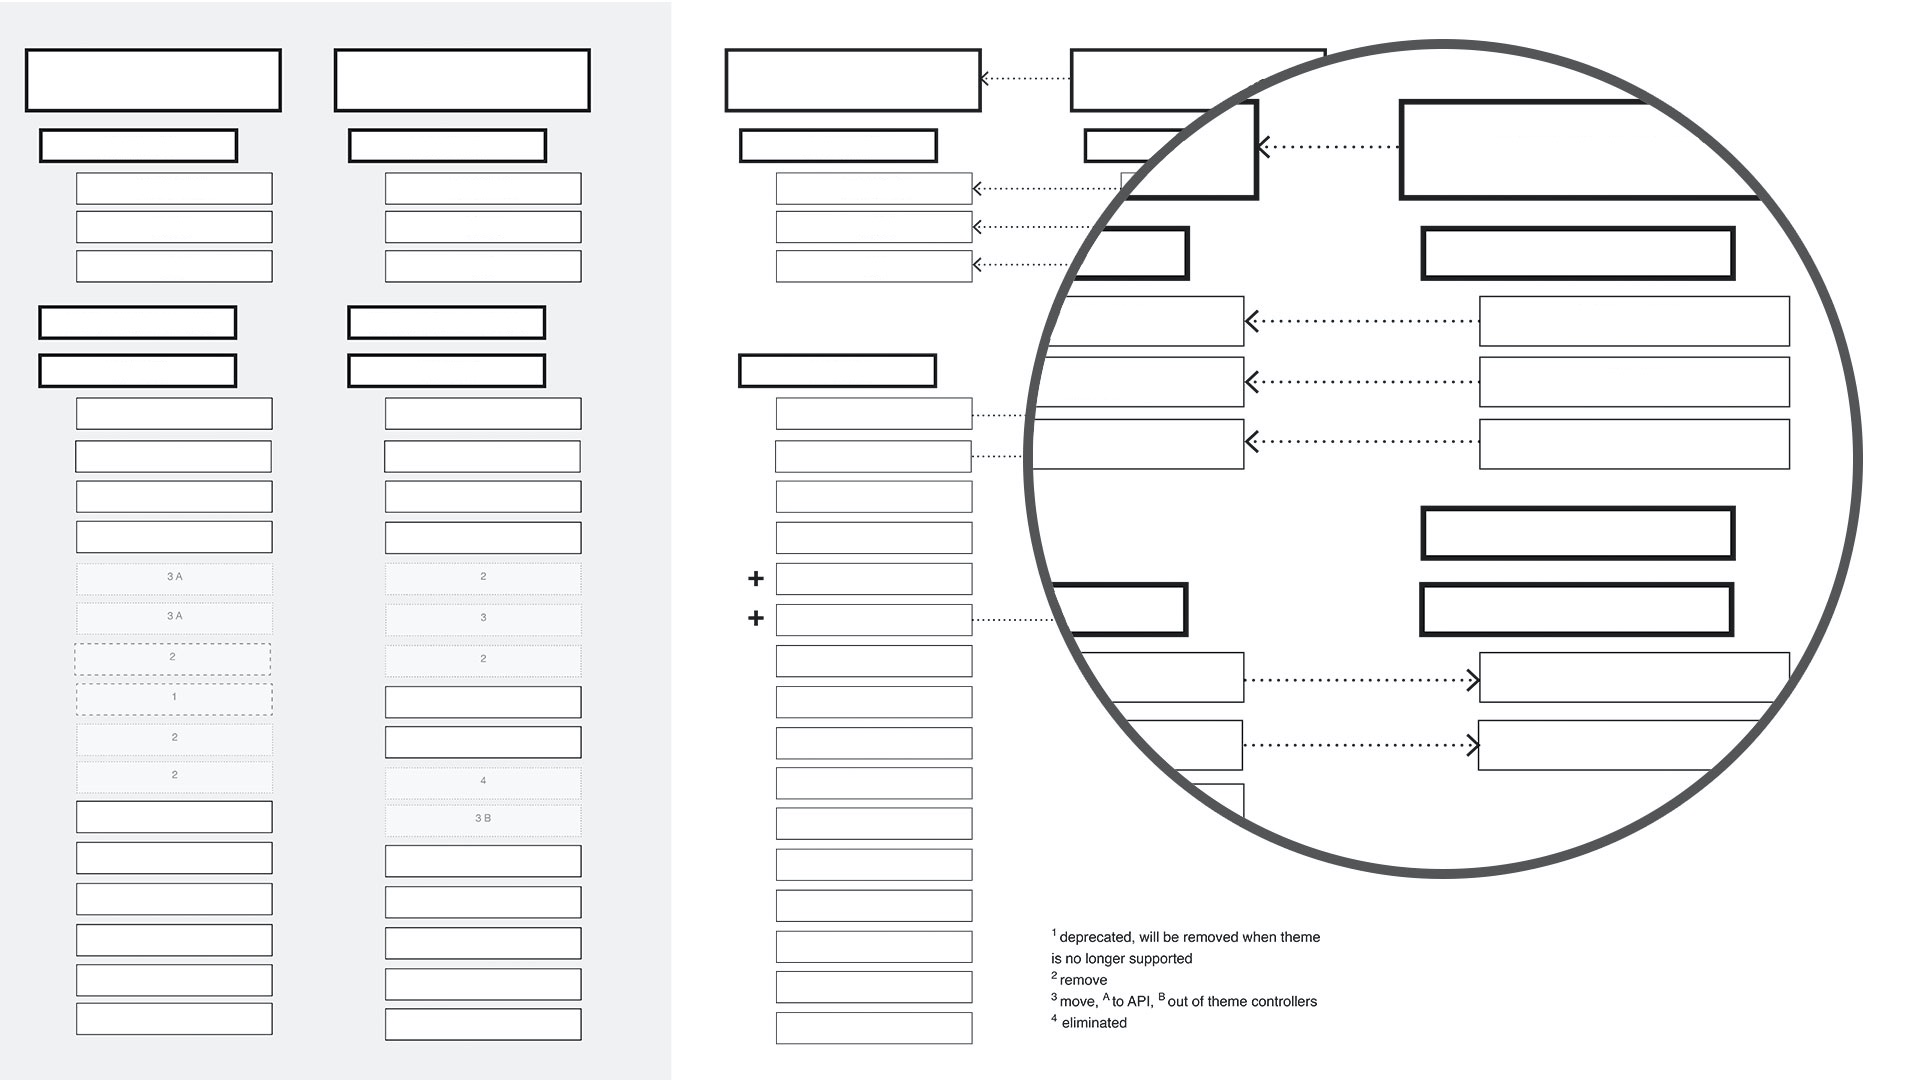 3 A
2
3 A
3
2
2
1
2
2
4
3 B
+
+
1 deprecated, will be removed when theme
is no longer supported
2 remove
3 move, A to API, B out of theme controllers
4 eliminated